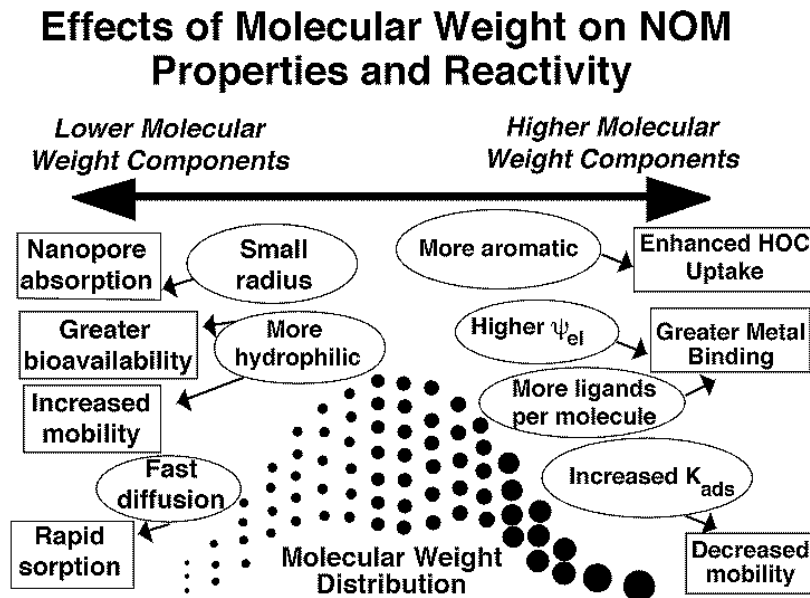 Effects of Molecular Weight on NOM
Properties and Reactivity
Lower Molecular
Weight Components
Higher Molecular
Weight Components
Nanopore
absorption
Small
radius
More aromatic
Enhanced HOC
Uptake
Greater
bioavailability
More
hydrophilic
Higher ψel
Greater Metal
Binding
Increased
mobility
More ligands
per molecule
Fast
diffusion
Increased Kads
Rapid
sorption
Molecular Weight
Distribution
Decreased
mobility